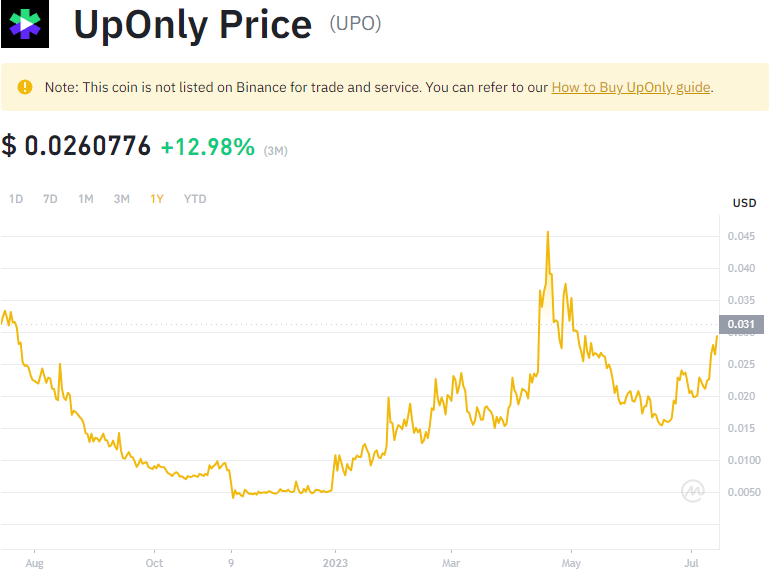 UpOnly Price (UPO)
Note: This coin is not listed on Binance for trade and service. You can refer to our How to Buy UpOnly guide.
$ 0.0260776 +12.98% (3M)
1D 7D 1M 3M 1Y YTD
USD
0.045
0.040
0.035
0.031
0.025
0.020
0.015
0.0100
0.0050
Aug Oct 9 2023 Mar May Jul